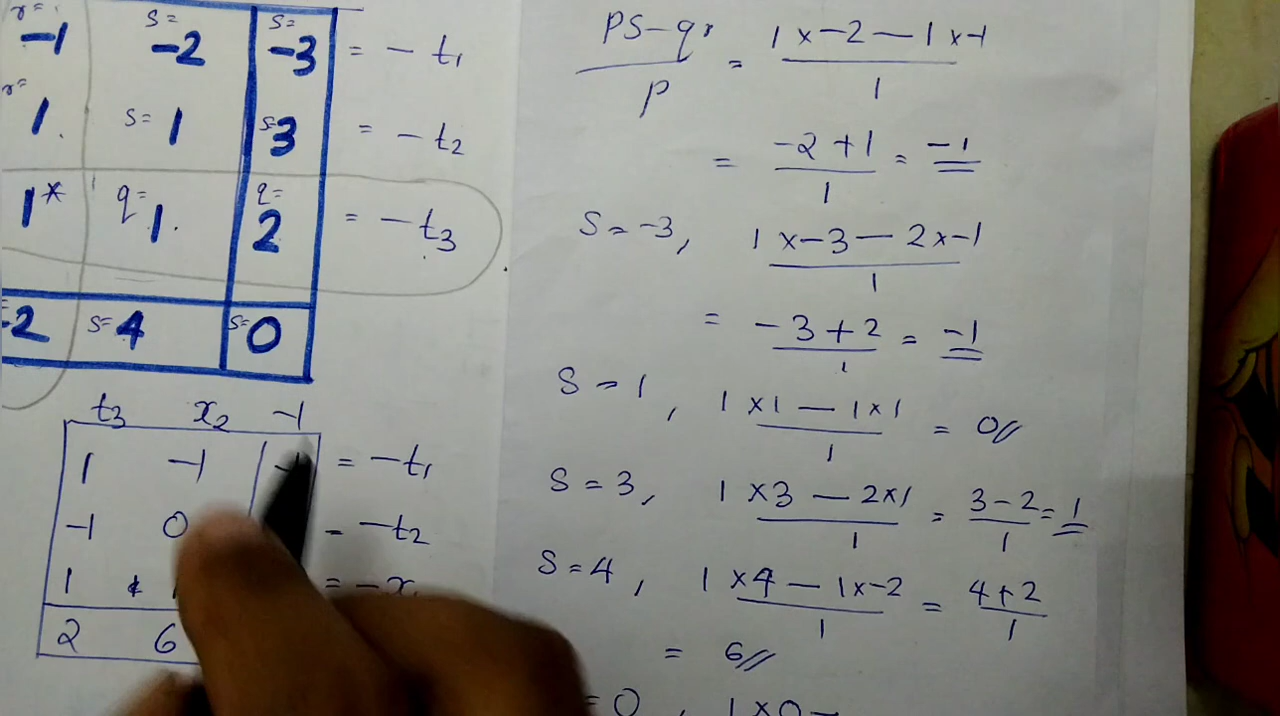 r= s= s=
-1 -2 -3 = - t₁
r= s= s=
1. 1 3 = - t₂
q= q=
1* 1. 2 = - t₃
-2 s= 4 s= 0
t₃ x₂ -1
1 -1 = - t₁
-1 0 = - t₂
1 = - x
2 6
PS-qr / P = 1 x -2 - 1 x -1 / 1
= -2 + 1 / 1 = -1
S = -3, 1 x -3 - 2 x -1 / 1
= -3 + 2 / 1 = -1
S = 1, 1 x 1 - 1 x 1 / 1 = 0//
S = 3, 1 x 3 - 2 x 1 / 1 = 3 - 2 / 1 = 1
S = 4, 1 x 4 - 1 x -2 / 1 = 4 + 2 / 1
= 6//
= 0, 1 x 0 -